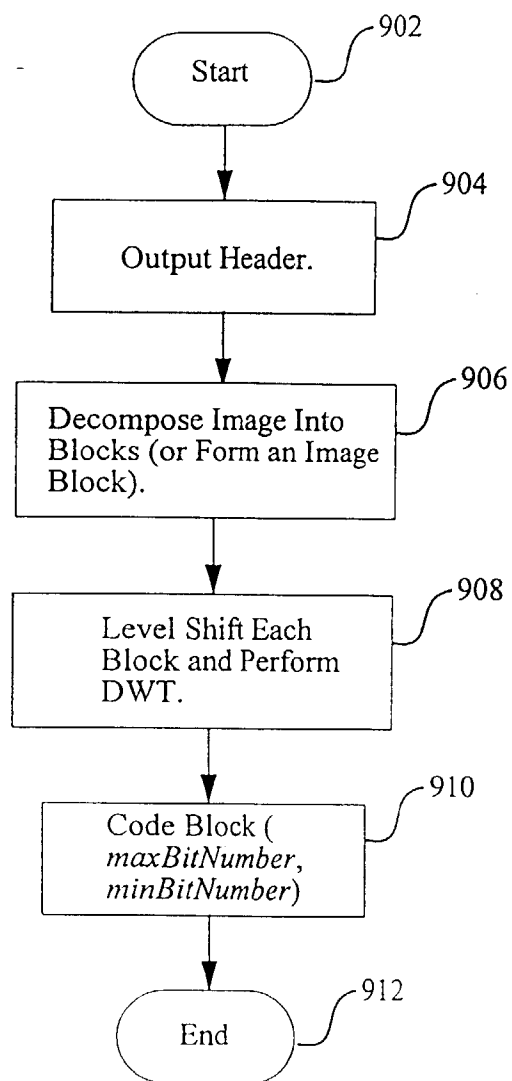 902
Start
904
Output Header.
906
Decompose Image Into
Blocks (or Form an Image
Block).
908
Level Shift Each
Block and Perform
DWT.
910
Code Block (
maxBitNumber,
minBitNumber)
912
End